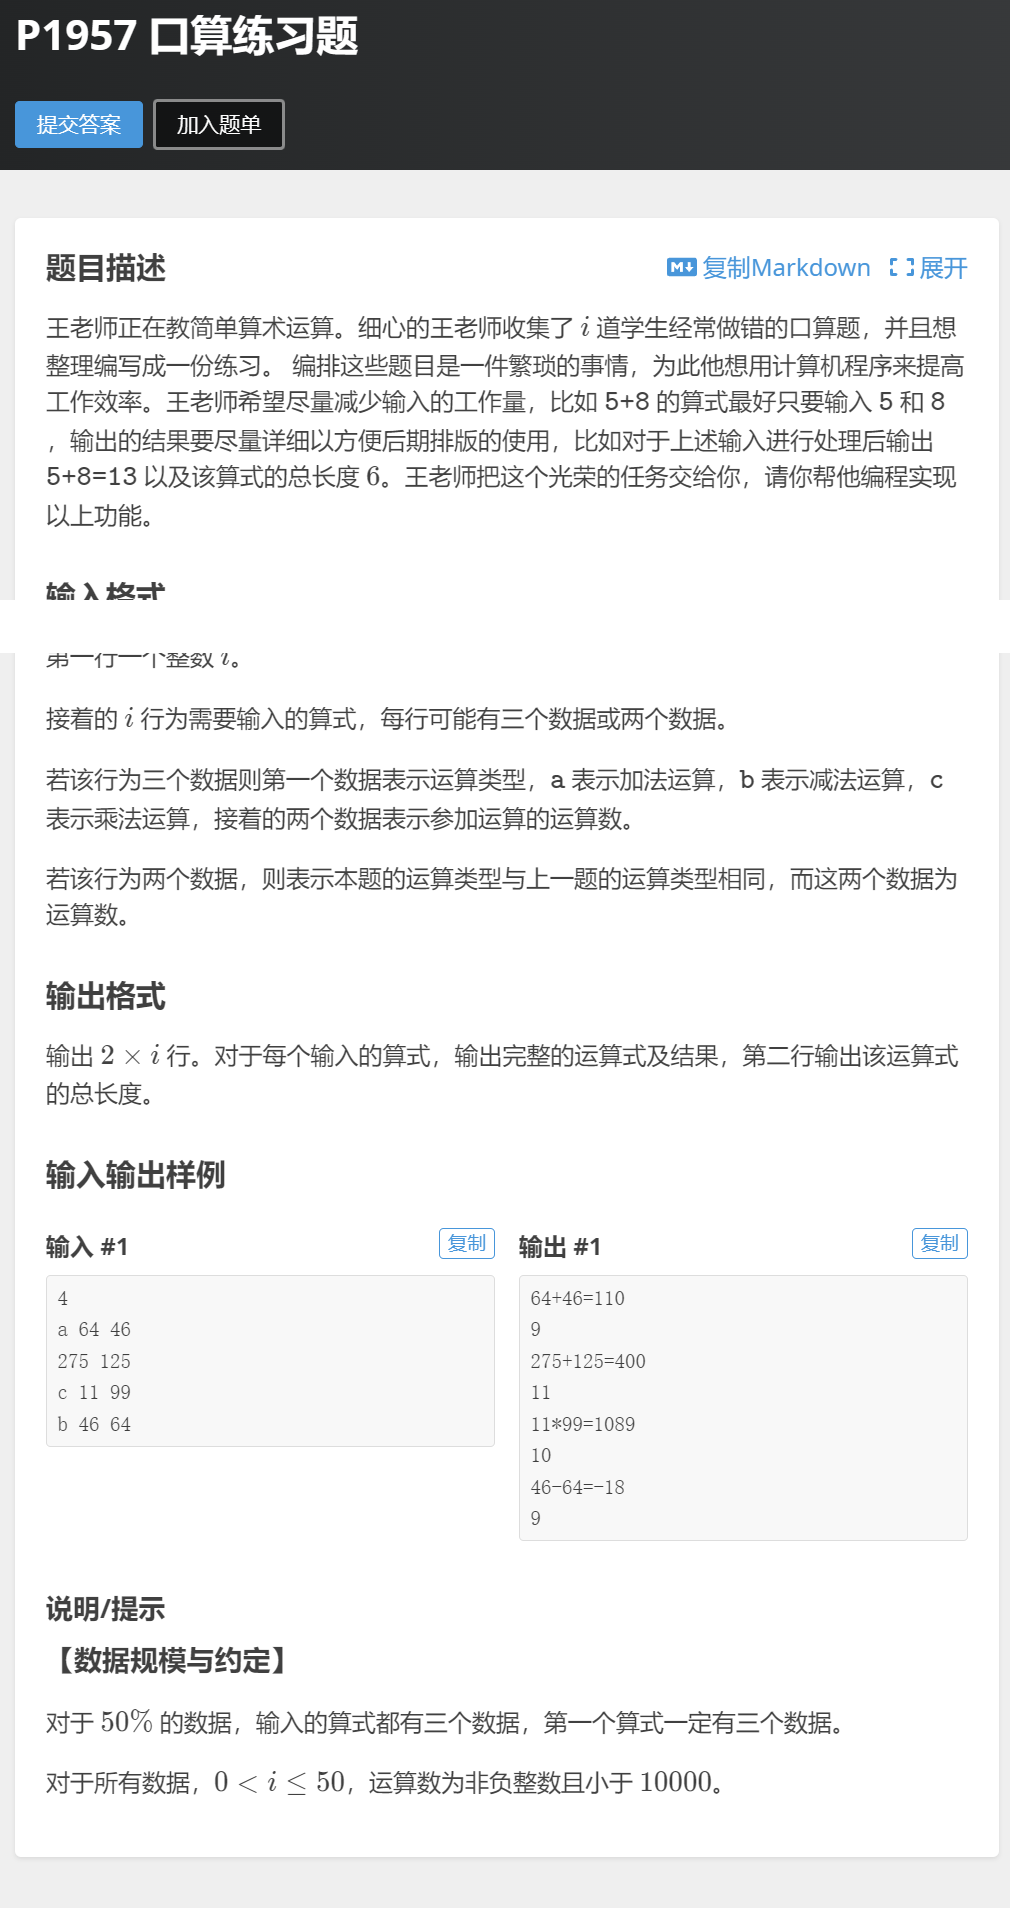 P1957 口算练习题
提交答案 加入题单
题目描述 复制Markdown 展开
王老师正在教简单算术运算。细心的王老师收集了 i 道学生经常做错的口算题，并且想
整理编写成一份练习。 编排这些题目是一件繁琐的事情，为此他想用计算机程序来提高
工作效率。王老师希望尽量减少输入的工作量，比如 5+8 的算式最好只要输入 5 和 8
，输出的结果要尽量详细以方便后期排版的使用，比如对于上述输入进行处理后输出
5+8=13 以及该算式的总长度 6。王老师把这个光荣的任务交给你，请你帮他编程实现
以上功能。
输入格式
第一行一个整数 i。
接着的 i 行为需要输入的算式，每行可能有三个数据或两个数据。
若该行为三个数据则第一个数据表示运算类型，a 表示加法运算，b 表示减法运算，c
表示乘法运算，接着的两个数据表示参加运算的运算数。
若该行为两个数据，则表示本题的运算类型与上一题的运算类型相同，而这两个数据为
运算数。
输出格式
输出 2 × i 行。对于每个输入的算式，输出完整的运算式及结果，第二行输出该运算式
的总长度。
输入输出样例
输入 #1 复制
4
a 64 46
275 125
c 11 99
b 46 64
输出 #1 复制
64+46=110
9
275+125=400
11
11*99=1089
10
46-64=-18
9
说明/提示
【数据规模与约定】
对于 50% 的数据，输入的算式都有三个数据，第一个算式一定有三个数据。
对于所有数据，0 < i ≤ 50，运算数为非负整数且小于 10000。